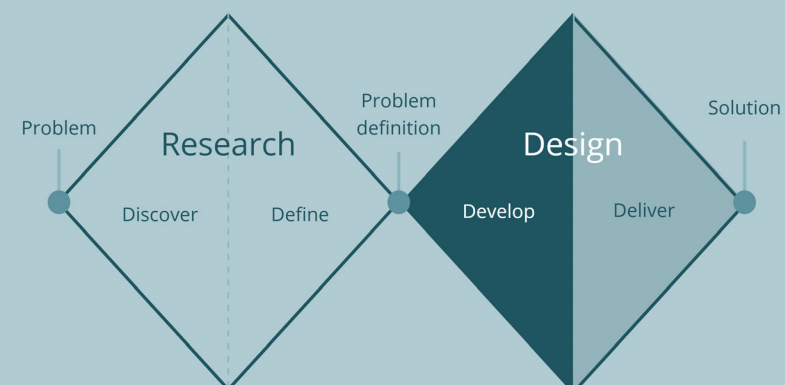 Problem
Research
Discover
Define
Problem
definition
Design
Develop
Deliver
Solution